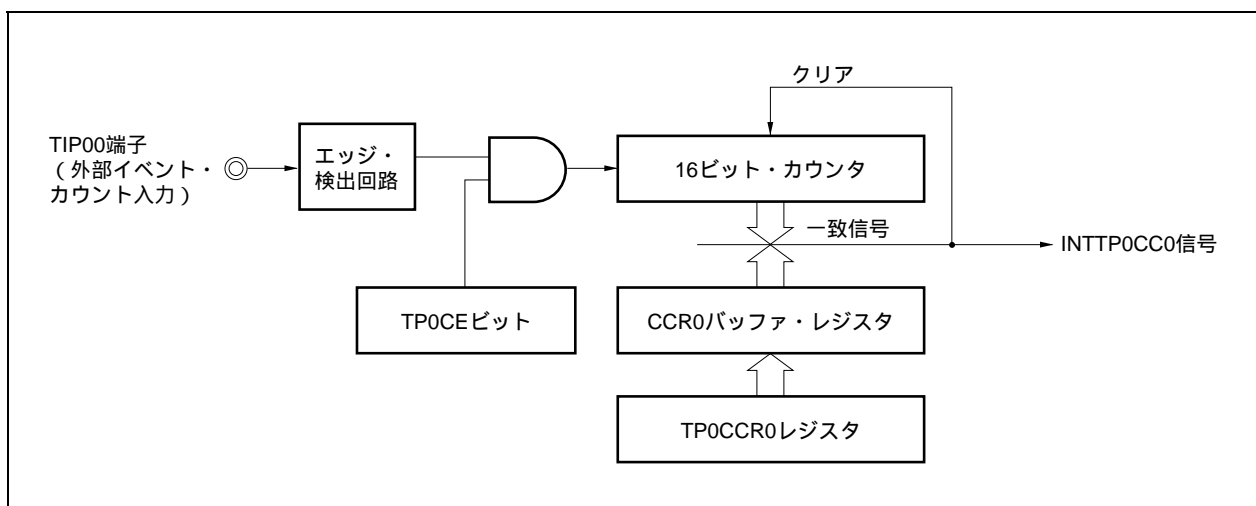 クリア
TIP00端子
（外部イベント・
カウント入力）
エッジ・
検出回路
16ビット・カウンタ
一致信号
INTTP0CC0信号
TP0CEビット
CCR0バッファ・レジスタ
TP0CCR0レジスタ